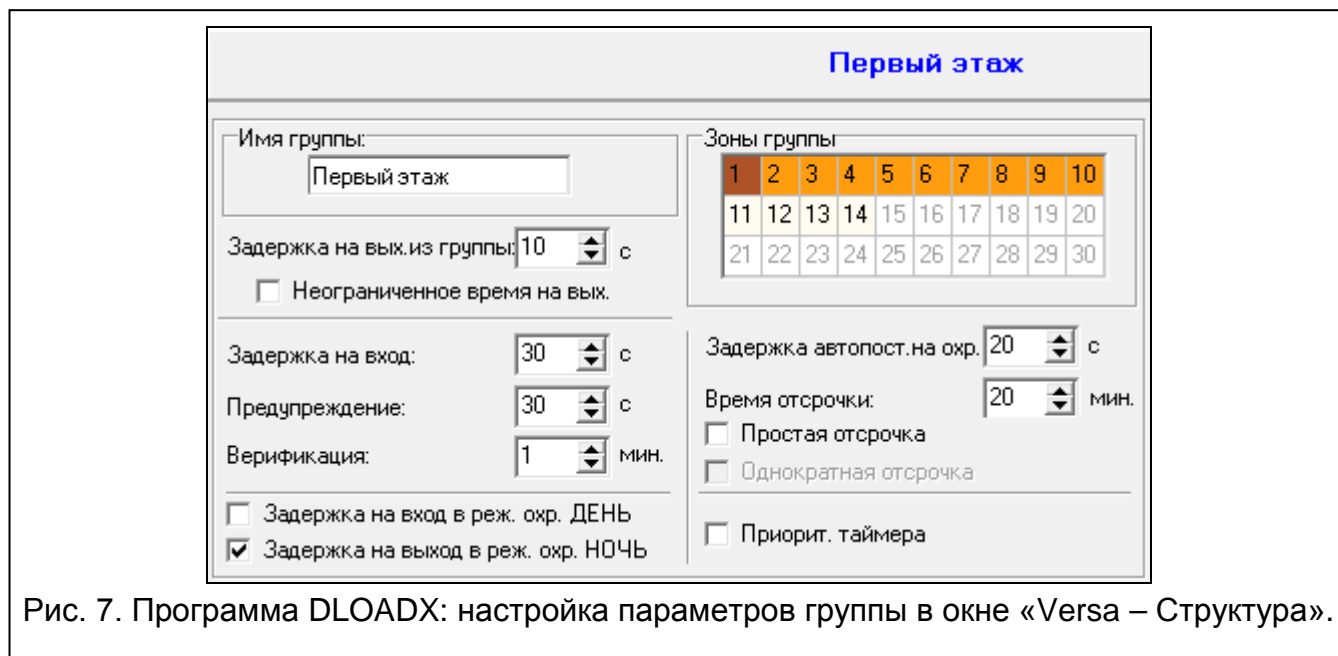 Первый этаж
Имя группы:
Первый этаж
Задержка на вых.из группы: 10 с
Неограниченное время на вых.
Задержка на вход: 30 с
Предупреждение: 30 с
Верификация: 1 мин.
Задержка на вход в реж. охр. ДЕНЬ
Задержка на выход в реж. охр. НОЧЬ
Зоны группы
1 2 3 4 5 6 7 8 9 10
11 12 13 14 15 16 17 18 19 20
21 22 23 24 25 26 27 28 29 30
Задержка автопост.на охр. 20 с
Время отсрочки: 20 мин.
Простая отсрочка
Однократная отсрочка
Приорит. таймера
Рис. 7. Программа DLOADX: настройка параметров группы в окне «Versa – Структура».